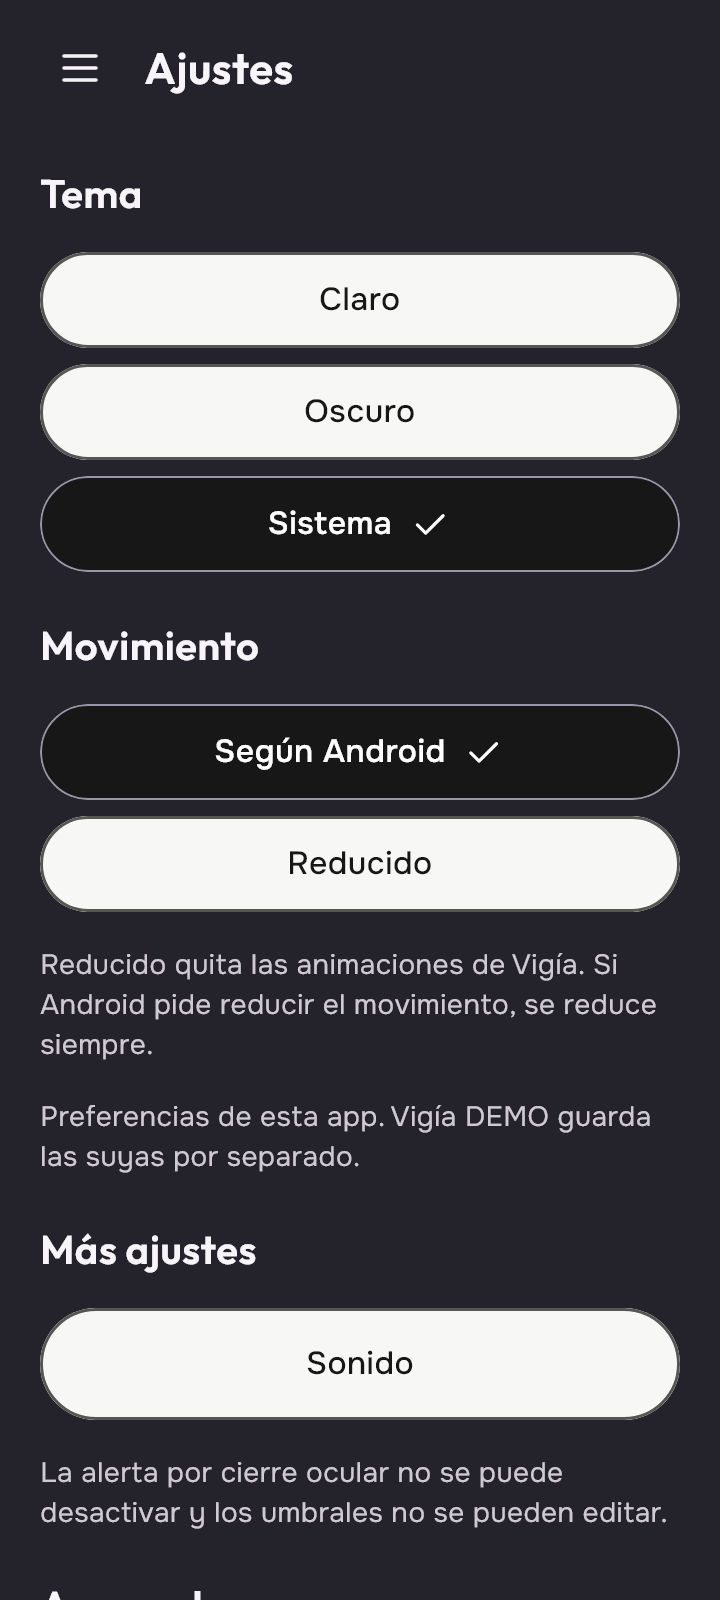 Ajustes
Tema
Claro
Oscuro
Sistema
Movimiento
Según Android
Reducido
Reducido quita las animaciones de Vigía. Si
Android pide reducir el movimiento, se reduce
siempre.
Preferencias de esta app. Vigía DEMO guarda
las suyas por separado.
Más ajustes
Sonido
La alerta por cierre ocular no se puede
desactivar y los umbrales no se pueden editar.